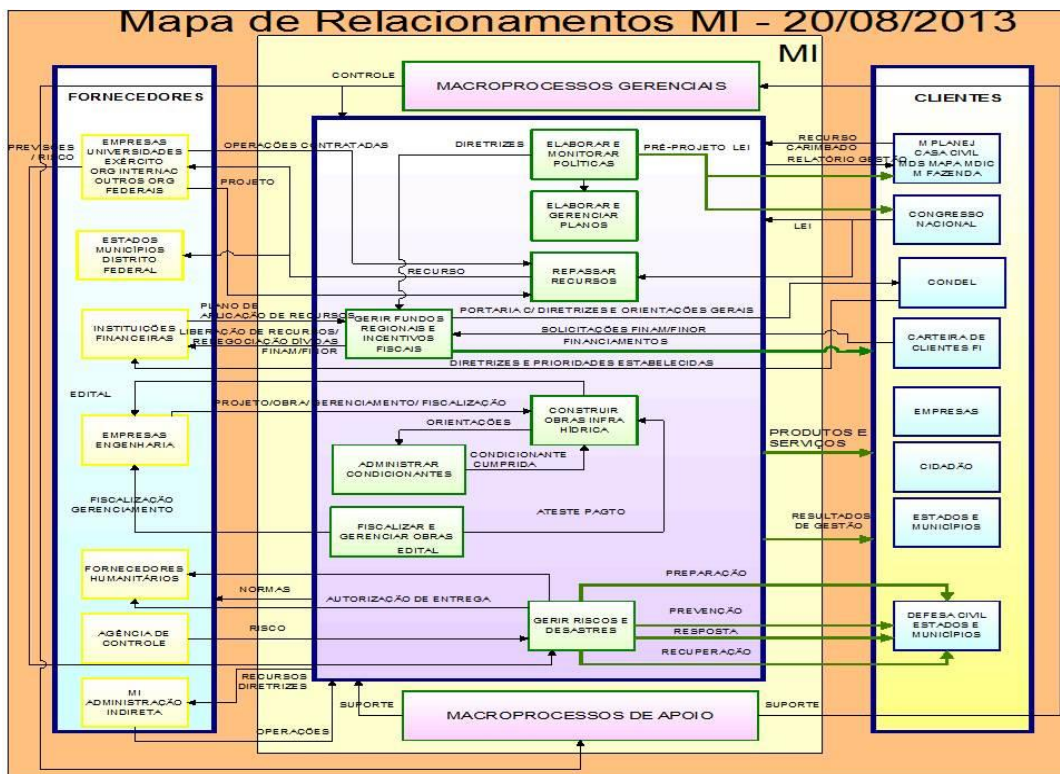 Mapa de Relacionamentos MI - 20/08/2013
MI
FORNECEDORES
CONTROLE
MACROPROCESSOS GERENCIAIS
CLIENTES
PREVISOES
/ RISCO
EMPRESAS
UNIVERSIDADES
EXÉRCITO
ORG INTERNAC
OUTROS ORG
FEDERAIS
OPERAÇÕES CONTRATADAS
PROJETO
DIRETRIZES
ELABORAR E
MONITORAR
POLÍTICAS
PRÉ-PROJETO LEI
RECURSO
CARIMBADO
RELATÓRIO GESTÃO
M PLANEJ
CASA CIVIL
MDS MAPA MDIC
M FAZENDA
ELABORAR E
GERENCIAR
PLANOS
LEI
CONGRESSO
NACIONAL
ESTADOS
MUNICÍPIOS
DISTRITO
FEDERAL
RECURSO
REPASSAR
RECURSOS
CONDEL
PLANO DE
APLICAÇÃO DE RECURSOS
PORTARIA C/ DIRETRIZES E ORIENTAÇÕES GERAIS
INSTITUICÕES
FINANCEIRAS
LIBERAÇÃO DE RECURSOS/
RENEGOCIAÇÃO DÍVIDAS
FINAM/FINOR
GERIR FUNDOS
REGIONAIS E
INCENTIVOS
FISCAIS
SOLICITAÇÕES FINAM/FINOR
FINANCIAMENTOS
CARTEIRA DE
CLIENTES FI
DIRETRIZES E PRIORIDADES ESTABELECIDAS
EDITAL
PROJETO/OBRA/ GERENCIAMENTO/ FISCALIZAÇÃO
EMPRESAS
ENGENHARIA
CONSTRUIR
OBRAS INFRA
HÍDRICA
EMPRESAS
ORIENTAÇÕES
ADMINISTRAR
CONDICIONANTES
CONDICIONANTE
CUMPRIDA
PRODUTOS E
SERVIÇOS
CIDADÃO
FISCALIZAÇÃO
GERENCIAMENTO
ATESTE PAGTO
FISCALIZAR E
GERENCIAR OBRAS
EDITAL
RESULTADOS
DE GESTÃO
ESTADOS E
MUNICÍPIOS
FORNECEDORES
HUMANITÁRIOS
NORMAS
AUTORIZAÇÃO DE ENTREGA
PREPARAÇÃO
AGÊNCIA DE
CONTROLE
RISCO
GERIR RISCOS E
DESASTRES
PREVENÇÃO
RESPOSTA
RECUPERAÇÃO
DEFESA CIVIL
ESTADOS E
MUNICÍPIOS
MI
ADMINISTRAÇÃO
INDIRETA
RECURSOS
DIRETRIZES
OPERAÇÕES
SUPORTE
MACROPROCESSOS DE APOIO
SUPORTE